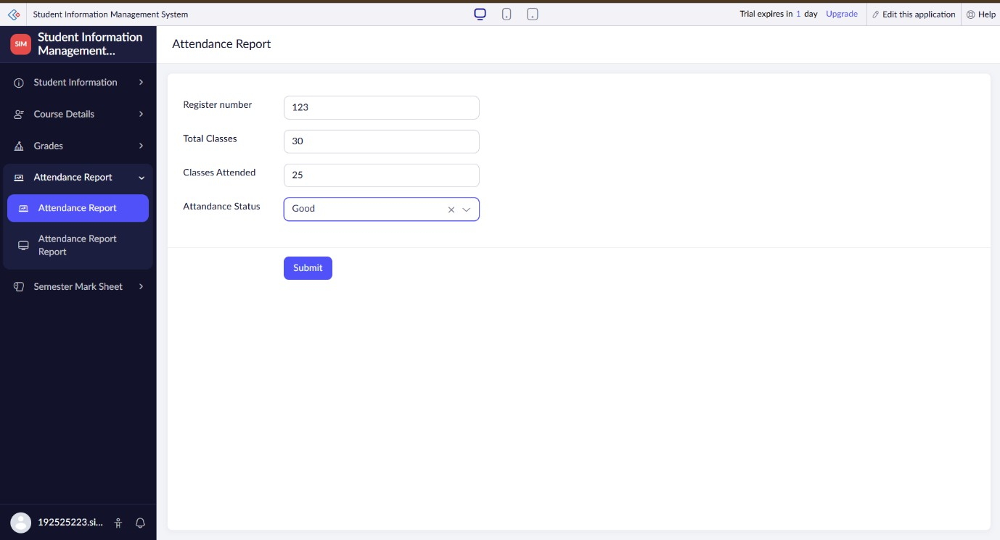 Student Information Management System
Trial expires in 1 day Upgrade
Edit this application
Help
SIM
Student Information
Management...
Student Information
Course Details
Grades
Attendance Report
Attendance Report
Attendance Report
Report
Semester Mark Sheet
192525223.si...
Attendance Report
Register number
123
Total Classes
30
Classes Attended
25
Attandance Status
Good
Submit